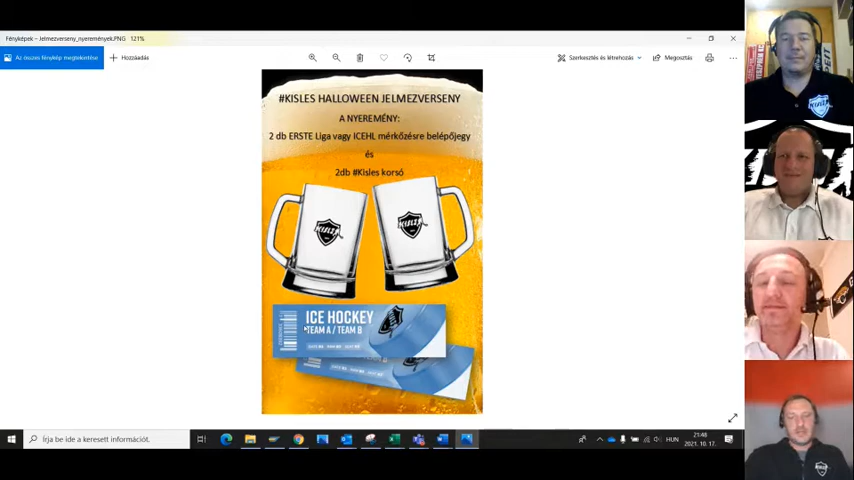 Fényképek - Jelmezverseny_nyeremények.PNG 121%
Az összes fénykép megtekintése
Hozzáadás
Szerkesztés és létrehozás
Megosztás
#KISLES HALLOWEEN JELMEZVERSENY
A NYEREMÉNY:
2 db ERSTE Liga vagy ICEHL mérkőzésre belépőjegy
és
2db #Kisles korsó
KISLES
KISLES
ICE HOCKEY
TEAM A / TEAM B
Írja be ide a keresett információt.
HUN
21:48
2021. 10. 17.